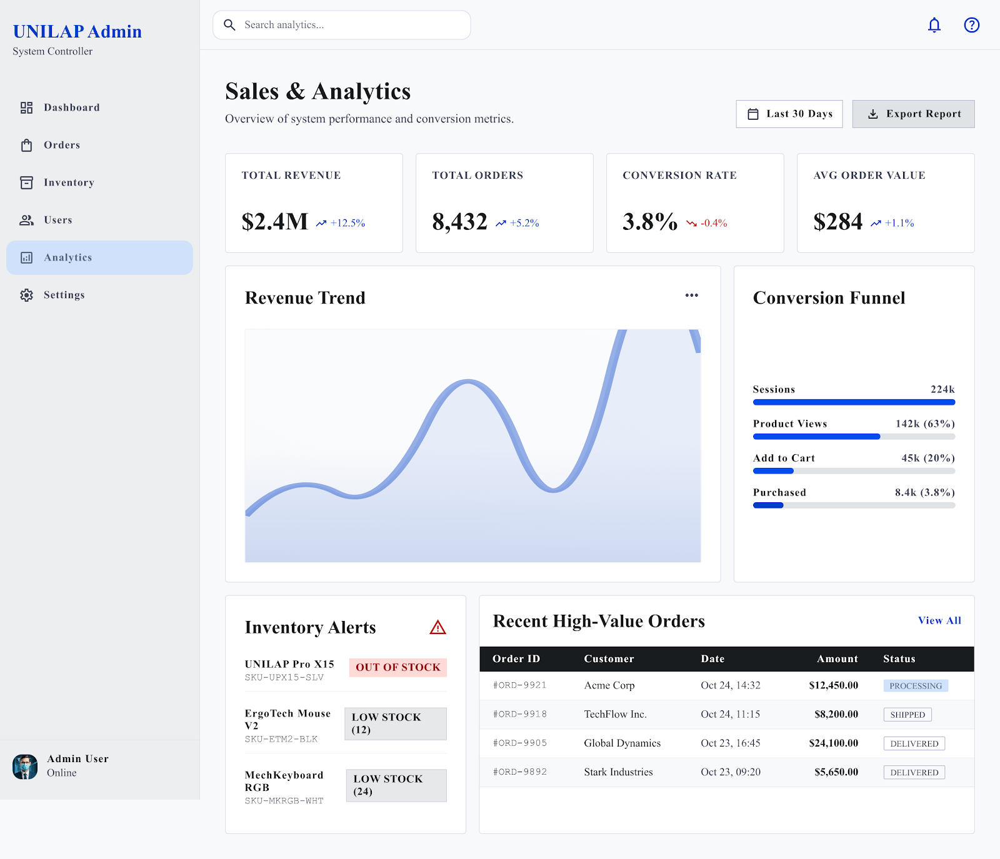 UNILAP Admin
System Controller
Dashboard
Orders
Inventory
Users
Analytics
Settings
Admin User
Online
Search analytics...
Sales & Analytics
Overview of system performance and conversion metrics.
Last 30 Days
Export Report
TOTAL REVENUE
$2.4M +12.5%
TOTAL ORDERS
8,432 +5.2%
CONVERSION RATE
3.8% -0.4%
AVG ORDER VALUE
$284 +1.1%
Revenue Trend
Conversion Funnel
Sessions 224k
Product Views 142k (63%)
Add to Cart 45k (20%)
Purchased 8.4k (3.8%)
Inventory Alerts
UNILAP Pro X15
SKU-UPX15-SLV
OUT OF STOCK
ErgoTech Mouse
V2
SKU-ETM2-BLK
LOW STOCK
(12)
MechKeyboard
RGB
SKU-MKRGB-WHT
LOW STOCK
(24)
Recent High-Value Orders
View All
Order ID Customer Date Amount Status
#ORD-9921 Acme Corp Oct 24, 14:32 $12,450.00 PROCESSING
#ORD-9918 TechFlow Inc. Oct 24, 11:15 $8,200.00 SHIPPED
#ORD-9905 Global Dynamics Oct 23, 16:45 $24,100.00 DELIVERED
#ORD-9892 Stark Industries Oct 23, 09:20 $5,650.00 DELIVERED